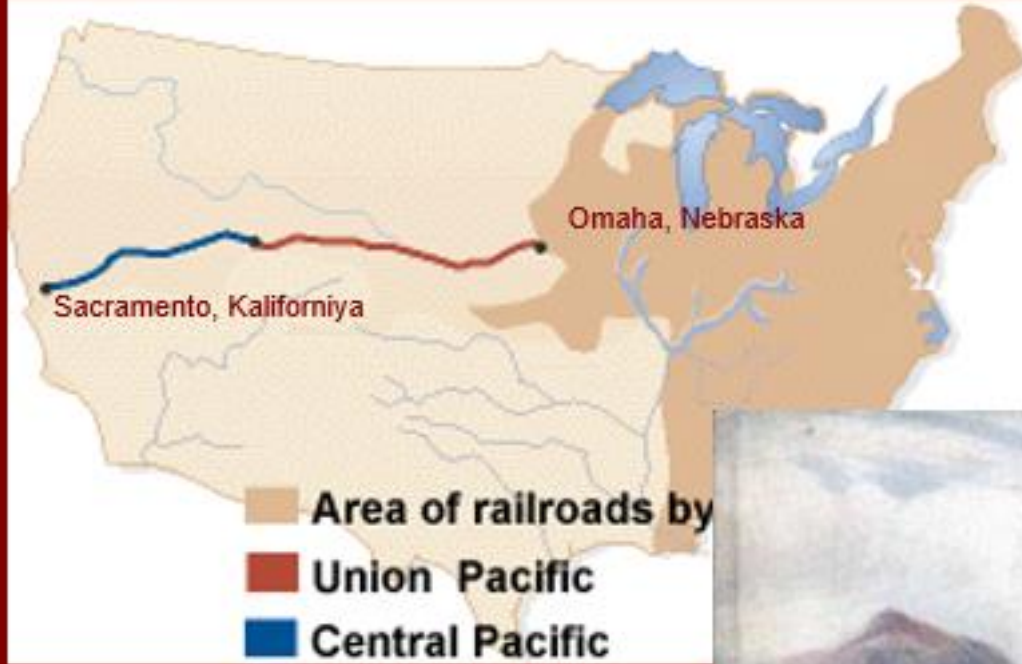 Omaha, Nebraska
Sacramento, Kaliforniya
Area of railroads by
Union Pacific
Central Pacific